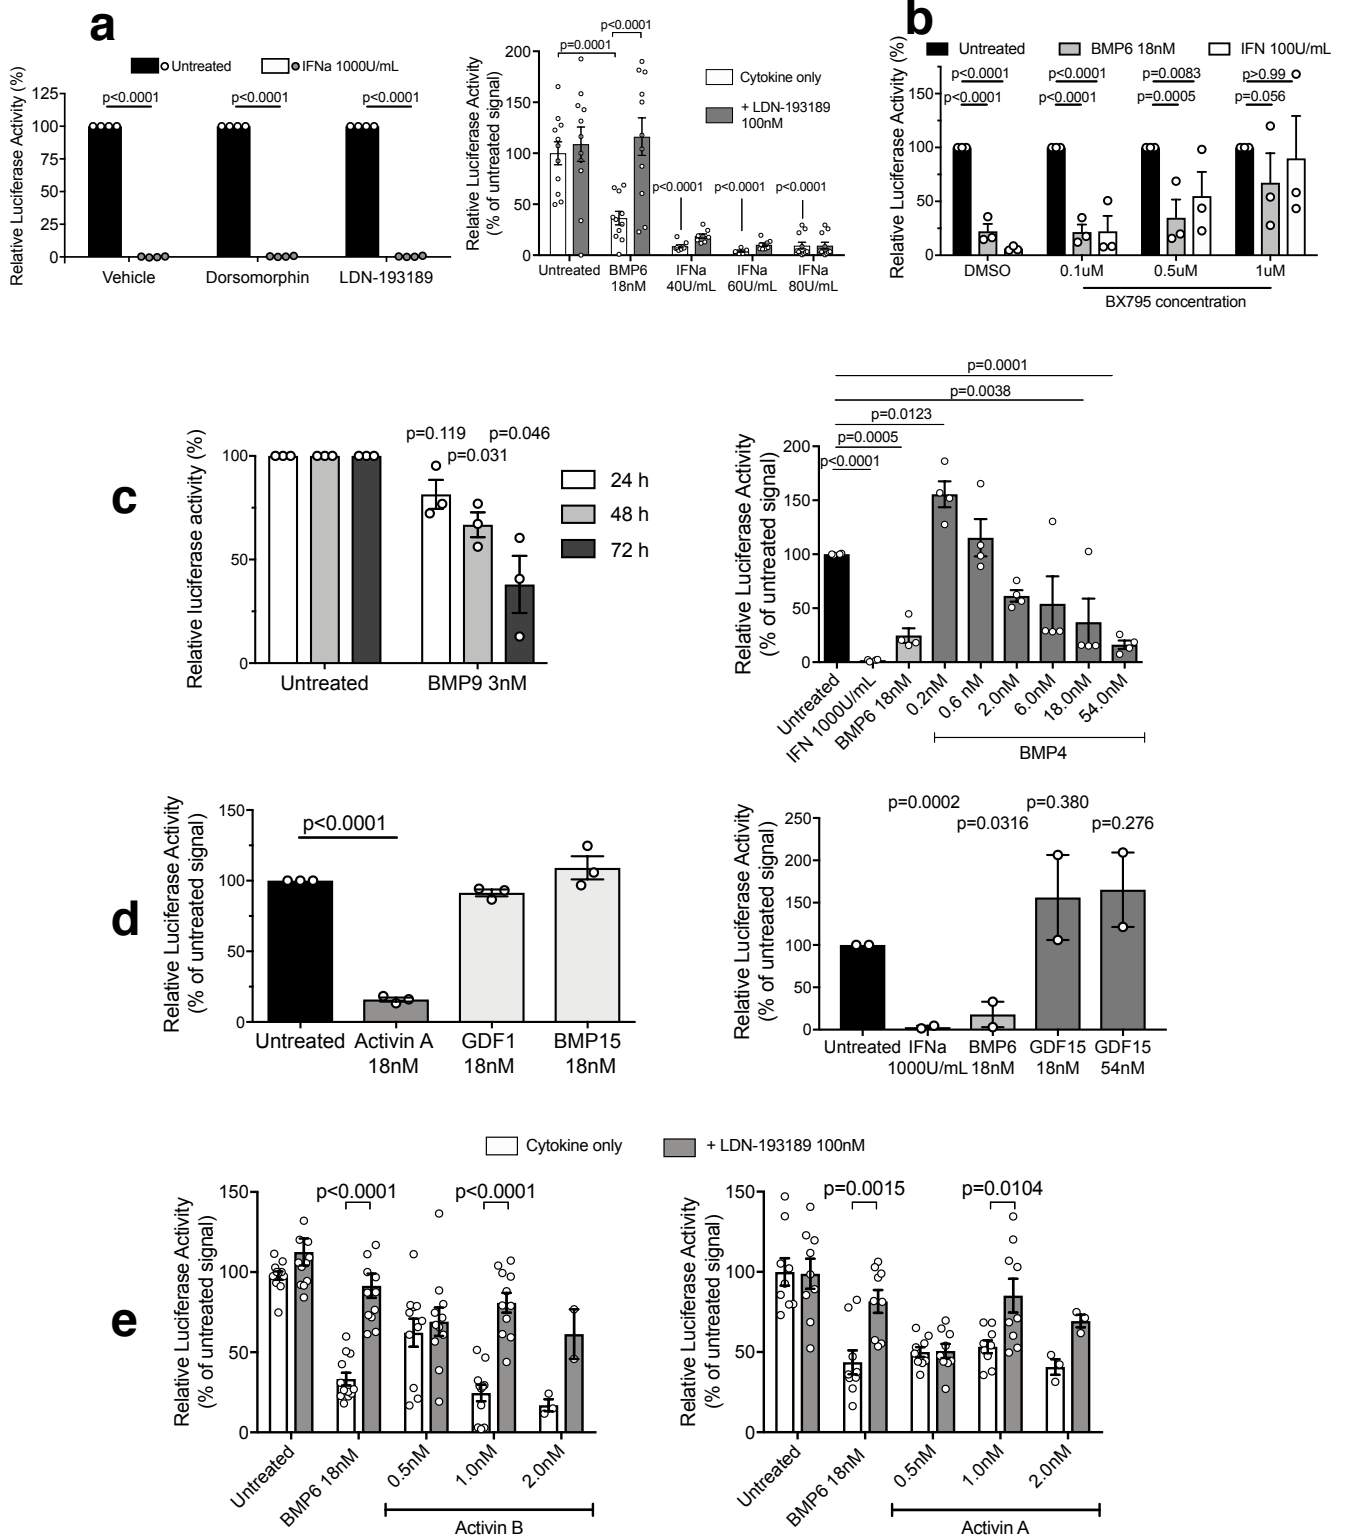 a
Untreated
IFNa 1000U/mL
Relative Luciferase Activity (%)
125
100
75
50
25
0
p<0.0001
p<0.0001
p<0.0001
Vehicle
Dorsomorphin
LDN-193189
Relative Luciferase Activity
(% of untreated signal)
200
150
100
50
0
p<0.0001
p=0.0001
Cytokine only
+ LDN-193189
100nM
p<0.0001
p<0.0001
p<0.0001
Untreated
BMP6
18nM
IFNa
40U/mL
IFNa
60U/mL
IFNa
80U/mL
b
Untreated
BMP6 18nM
IFN 100U/mL
Relative Luciferase Activity (%)
150
100
50
0
p<0.0001
p<0.0001
p=0.0083
p>0.99
p<0.0001
p<0.0001
p=0.0005
p=0.056
DMSO
0.1uM
0.5uM
1uM
BX795 concentration
c
Relative luciferase activity (%)
100
50
0
p=0.119
p=0.046
p=0.031
24 h
48 h
72 h
Untreated
BMP9 3nM
Relative Luciferase Activity
(% of untreated signal)
200
150
100
50
0
p=0.0001
p=0.0038
p=0.0123
p=0.0005
p<0.0001
Untreated
IFN 1000U/mL
BMP6 18nM
0.2nM
0.6 nM
2.0nM
6.0nM
18.0nM
54.0nM
BMP4
d
Relative Luciferase Activity
(% of untreated signal)
150
100
50
0
p<0.0001
Untreated
Activin A
18nM
GDF1
18nM
BMP15
18nM
Relative Luciferase Activity
(% of untreated signal)
250
200
150
100
50
0
p=0.0002
p=0.380
p=0.0316
p=0.276
Untreated
IFNa
1000U/mL
BMP6
18nM
GDF15
18nM
GDF15
54nM
Cytokine only
+ LDN-193189 100nM
e
Relative Luciferase Activity
(% of untreated signal)
150
100
50
0
p<0.0001
p<0.0001
Untreated
BMP6 18nM
0.5nM
1.0nM
2.0nM
Activin B
Relative Luciferase Activity
(% of untreated signal)
150
100
50
0
p=0.0015
p=0.0104
Untreated
BMP6 18nM
0.5nM
1.0nM
2.0nM
Activin A